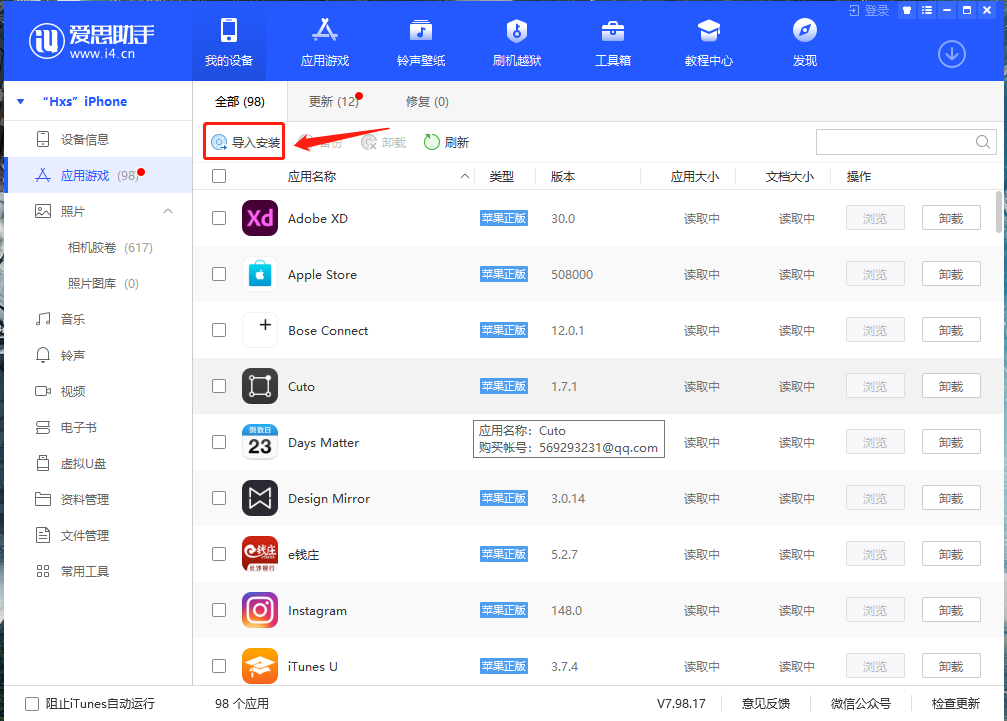 登录
爱思助手
www.i4.cn
我的设备
应用游戏
铃声壁纸
刷机越狱
工具箱
教程中心
发现
“Hxs” iPhone
设备信息
应用游戏 (98)
照片
相机胶卷 (617)
照片图库 (0)
音乐
铃声
视频
电子书
虚拟U盘
资料管理
文件管理
常用工具
全部 (98)
更新 (12)
修复 (0)
导入安装
卸载
刷新
应用名称 类型 版本 应用大小 文档大小 操作
Xd Adobe XD 苹果正版 30.0 读取中 读取中 浏览 卸载
Apple Store 苹果正版 508000 读取中 读取中 浏览 卸载
Bose Connect 苹果正版 12.0.1 读取中 读取中 浏览 卸载
Cuto 苹果正版 1.7.1 读取中 读取中 浏览 卸载
倒数日
23
Days Matter 读取中 读取中 浏览 卸载
应用名称: Cuto
购买帐号: 569293231@qq.com
Design Mirror 苹果正版 3.0.14 读取中 读取中 浏览 卸载
e钱庄
长沙银行
e钱庄 苹果正版 5.2.7 读取中 读取中 浏览 卸载
Instagram 苹果正版 148.0 读取中 读取中 浏览 卸载
iTunes U 苹果正版 3.7.4 读取中 读取中 浏览 卸载
阻止iTunes自动运行
98 个应用
V7.98.17
意见反馈
微信公众号
检查更新